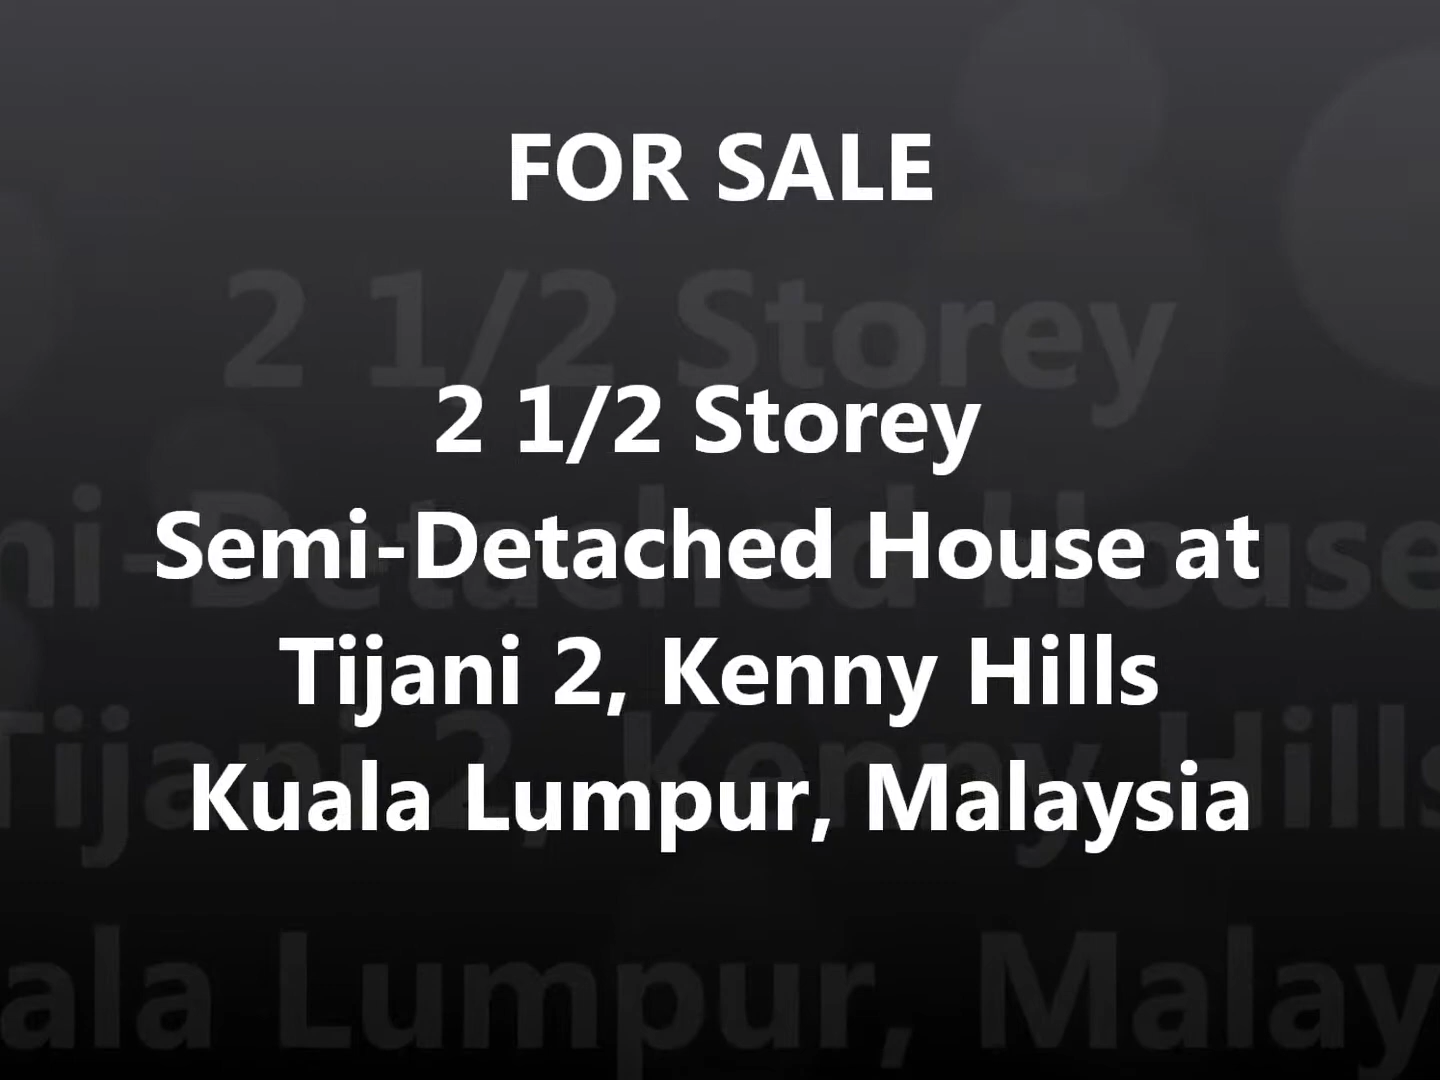 FOR SALE
2 1/2 Storey
Semi-Detached House at
Tijani 2, Kenny Hills
Kuala Lumpur, Malaysia